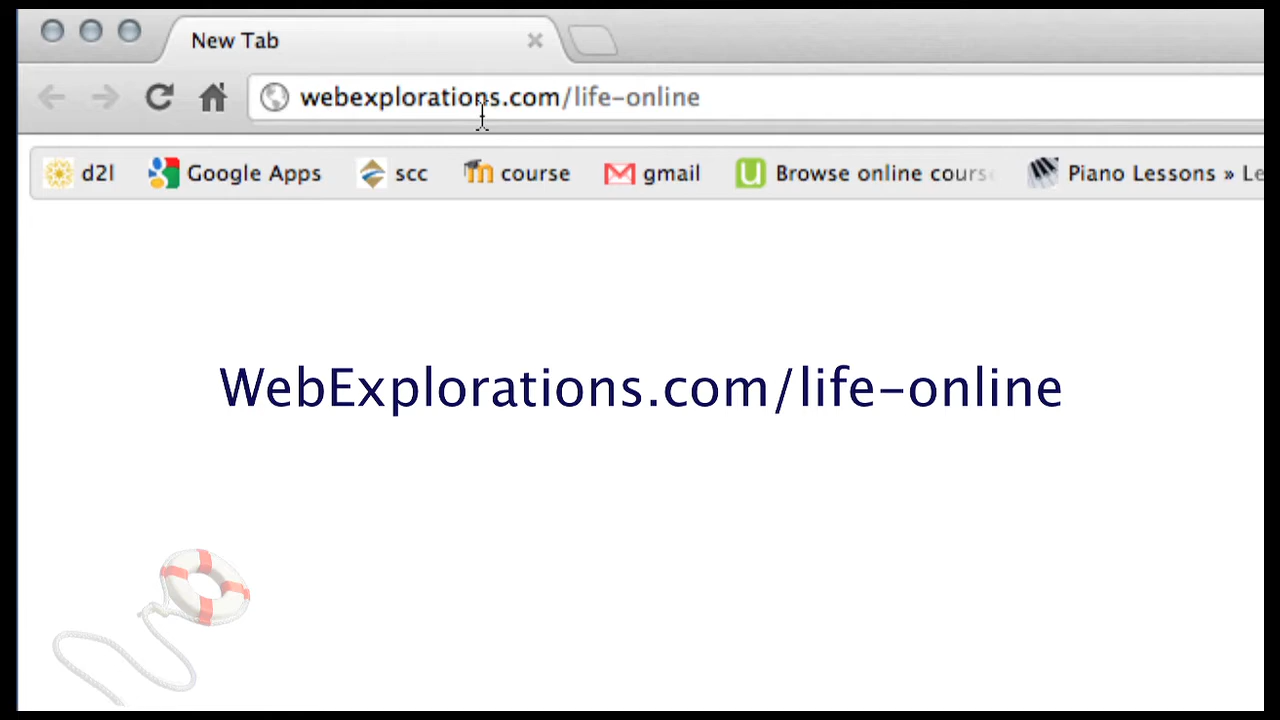 New Tab
webexplorations.com/life-online
d2l Google Apps scc course gmail Browse online cours Piano Lessons » Le
WebExplorations.com/life-online